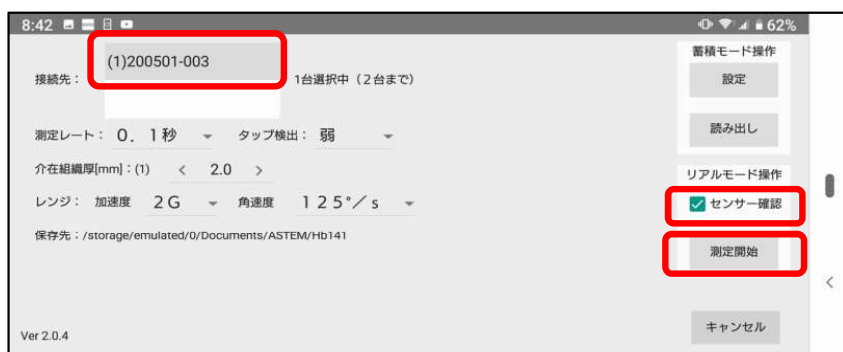 8:42 62%
(1)200501-003
接続先： 1台選択中（２台まで）
測定レート： ０．１秒 タップ検出： 弱
介在組織厚[mm]：(1) < 2.0 >
レンジ： 加速度 ２Ｇ 角速度 １２５°／ｓ
保存先：/storage/emulated/0/Documents/ASTEM/Hb141
Ver 2.0.4
蓄積モード操作
設定
読み出し
リアルモード操作
センサー確認
測定開始
キャンセル